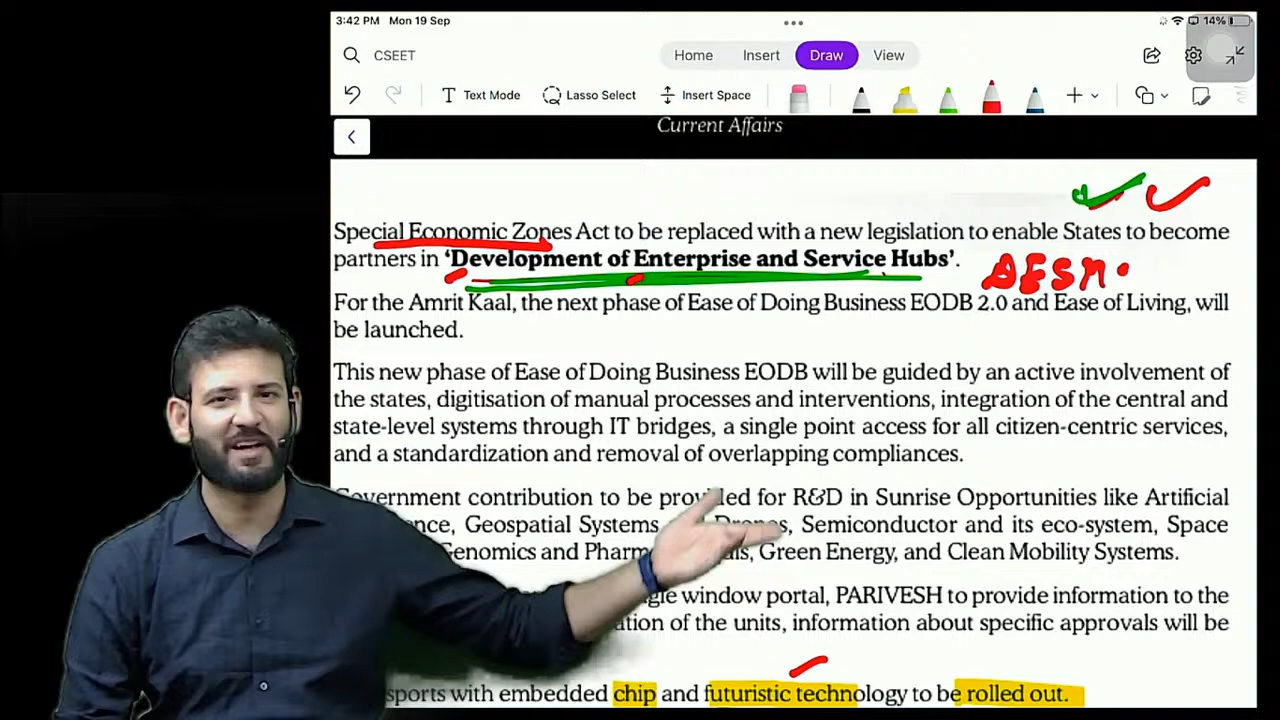 3:42 PM Mon 19 Sep
14%
CSEET
Home Insert Draw View
Text Mode Lasso Select Insert Space
Current Affairs
Special Economic Zones Act to be replaced with a new legislation to enable States to become
partners in ‘Development of Enterprise and Service Hubs’.
DESH
For the Amrit Kaal, the next phase of Ease of Doing Business EODB 2.0 and Ease of Living, will
be launched.
This new phase of Ease of Doing Business EODB will be guided by an active involvement of
the states, digitisation of manual processes and interventions, integration of the central and
state-level systems through IT bridges, a single point access for all citizen-centric services,
and a standardization and removal of overlapping compliances.
Government contribution to be provided for R&D in Sunrise Opportunities like Artificial
Geospatial Systems Drones, Semiconductor and its eco-system, Space
Genomics and Green Energy, and Clean Mobility Systems.
window portal, PARIVESH to provide information to the
of the units, information about specific approvals will be
with embedded chip and futuristic technology to be rolled out.